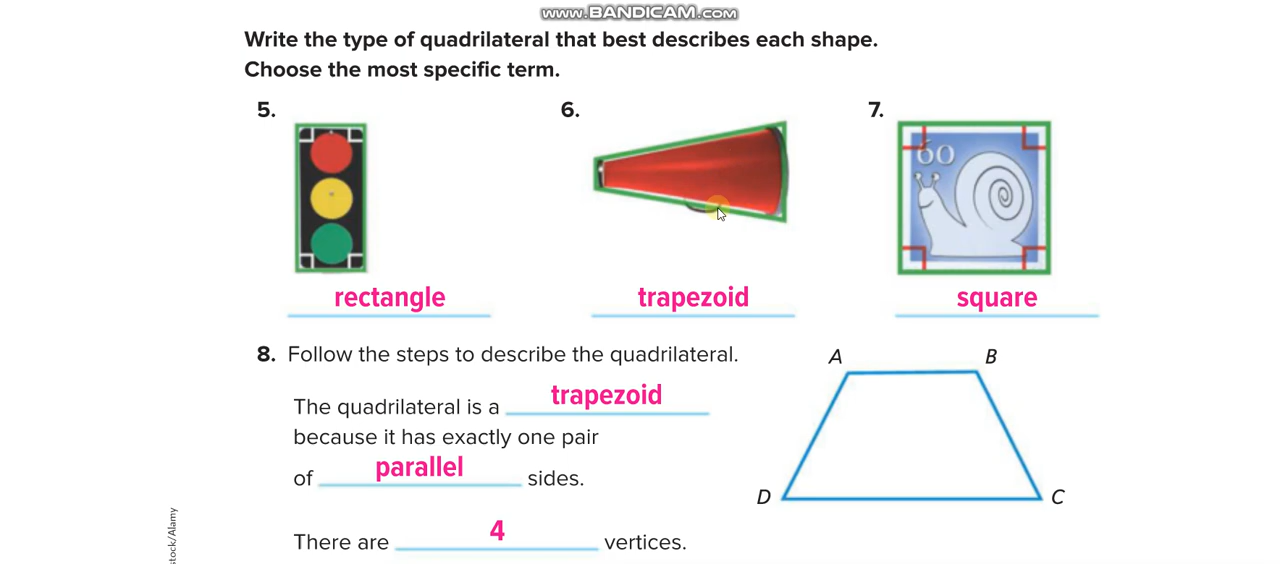 www.BANDICAM.com
Write the type of quadrilateral that best describes each shape.
Choose the most specific term.
5.
6.
7.
60
rectangle
trapezoid
square
8. Follow the steps to describe the quadrilateral.
A
B
The quadrilateral is a trapezoid
because it has exactly one pair
of parallel sides.
D
C
There are 4 vertices.
stock/Alamy